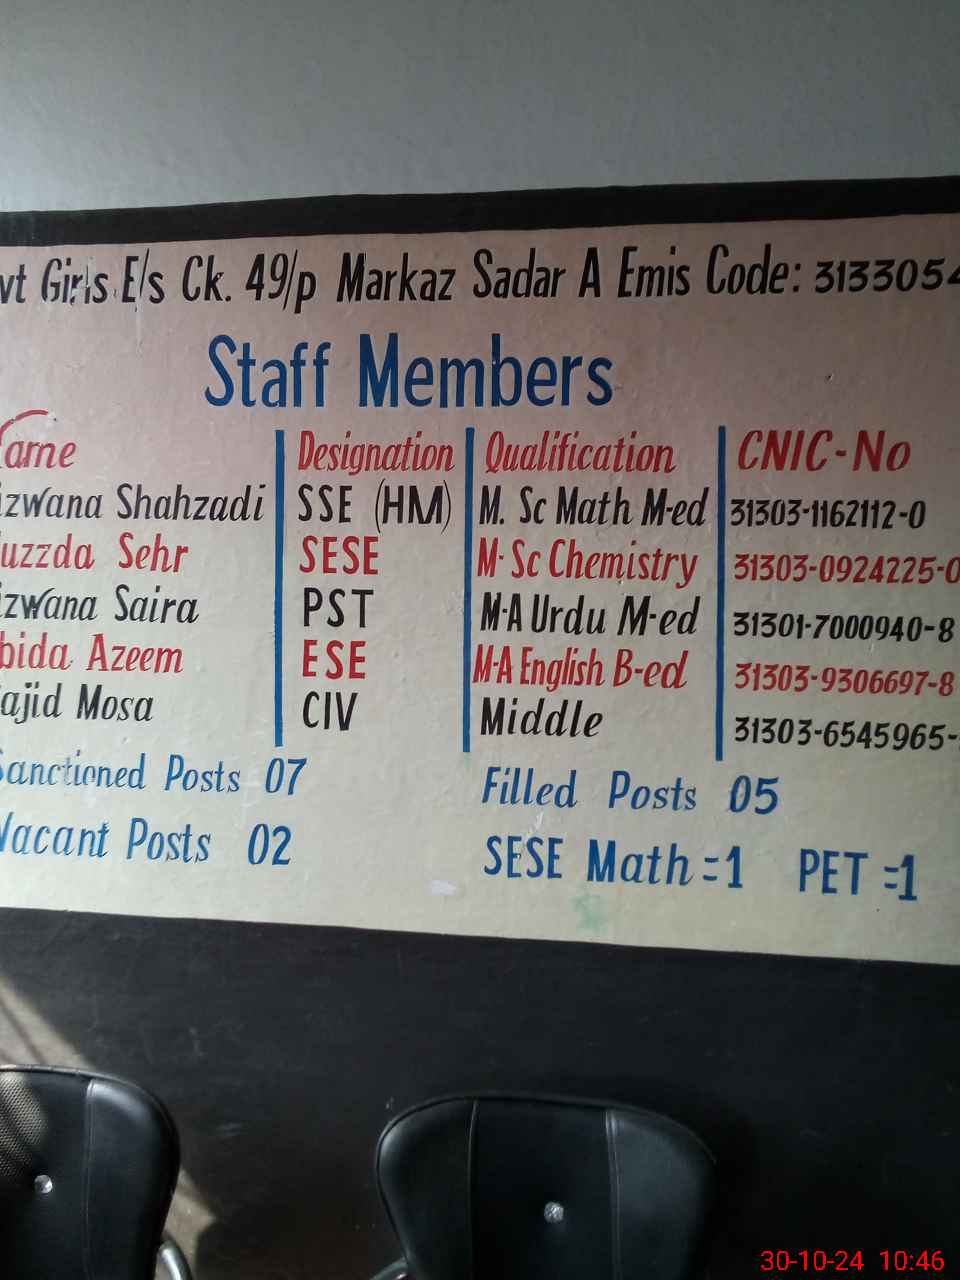 vt Girls E/s Ck. 49/p Markaz Sadar A Emis Code: 3133054
Staff Members
ame Designation Qualification CNIC-No
izwana Shahzadi SSE (HM) M. Sc Math M-ed 31303-1162112-0
uzzda Sehr SESE M-Sc Chemistry 31303-0924225-0
izwana Saira PST M-A Urdu M-ed 31301-7000940-8
bida Azeem ESE M-A English B-ed 31303-9306697-8
ajid Mosa CIV Middle 31303-6545965-
Sanctioned Posts 07 Filled Posts 05
Vacant Posts 02 SESE Math=1 PET=1
30-10-24 10:46